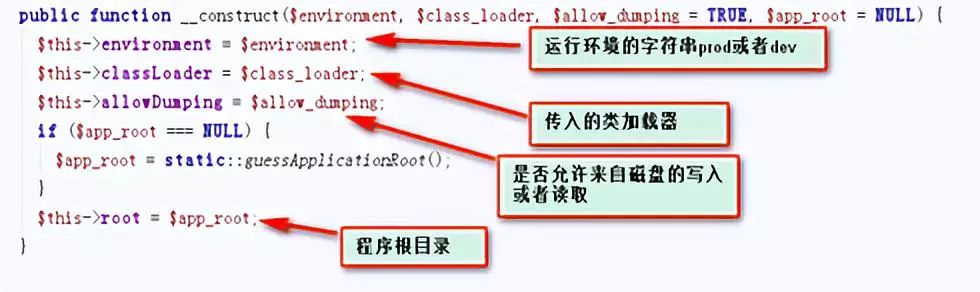 public function __construct($environment, $class_loader, $allow_dumping = TRUE, $app_root = NULL) {
$this->environment = $environment;
运行环境的字符串prod或者dev
$this->classLoader = $class_loader;
$this->allowDumping = $allow_dumping;
传入的类加载器
if ($app_root === NULL) {
$app_root = static::guessApplicationRoot();
是否允许来自磁盘的写入
或者读取
}
$this->root = $app_root;
程序根目录
}